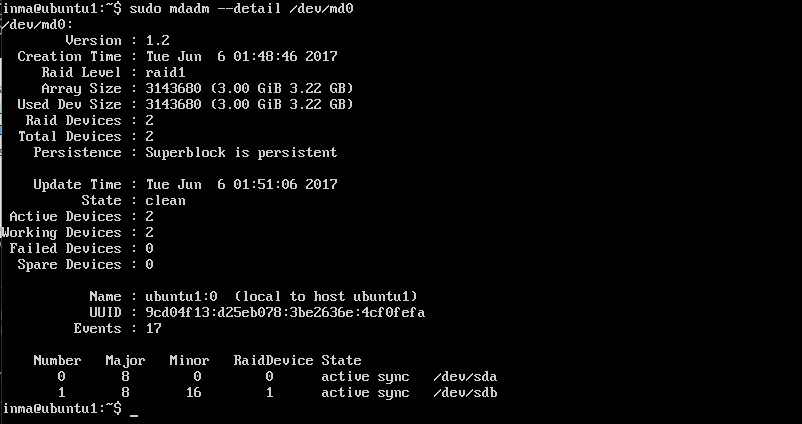 inma@ubuntu1:~$ sudo mdadm --detail /dev/md0
/dev/md0:
        Version : 1.2
  Creation Time : Tue Jun  6 01:48:46 2017
     Raid Level : raid1
     Array Size : 3143680 (3.00 GiB 3.22 GB)
  Used Dev Size : 3143680 (3.00 GiB 3.22 GB)
   Raid Devices : 2
  Total Devices : 2
    Persistence : Superblock is persistent

    Update Time : Tue Jun  6 01:51:06 2017
          State : clean
 Active Devices : 2
Working Devices : 2
 Failed Devices : 0
  Spare Devices : 0

           Name : ubuntu1:0  (local to host ubuntu1)
           UUID : 9cd04f13:d25eb078:3be2636e:4cf0fefa
         Events : 17

    Number   Major   Minor   RaidDevice State
       0       8        0        0      active sync   /dev/sda
       1       8       16        1      active sync   /dev/sdb
inma@ubuntu1:~$ _